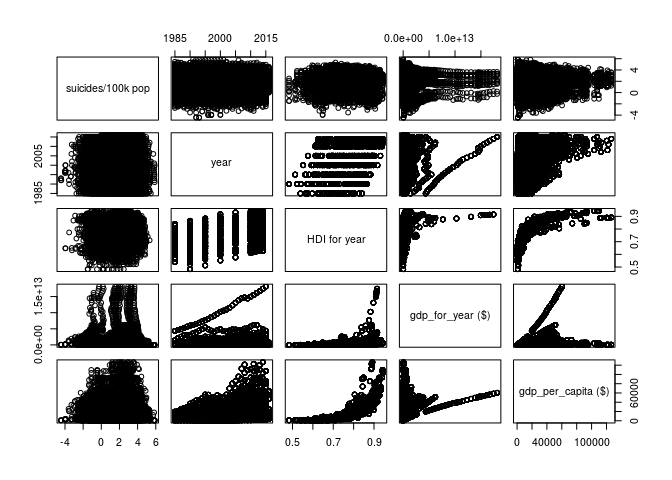 1985 2000 2015 0.0e+00 1.0e+13
suicides/100k pop
-4 0 4
1985 2005
year
HDI for year
0.5 0.7 0.9
0.0e+00 1.5e+13
gdp_for_year ($)
gdp_per_capita ($)
0 60000
-4 0 2 4 6 0.5 0.7 0.9 0 40000 100000